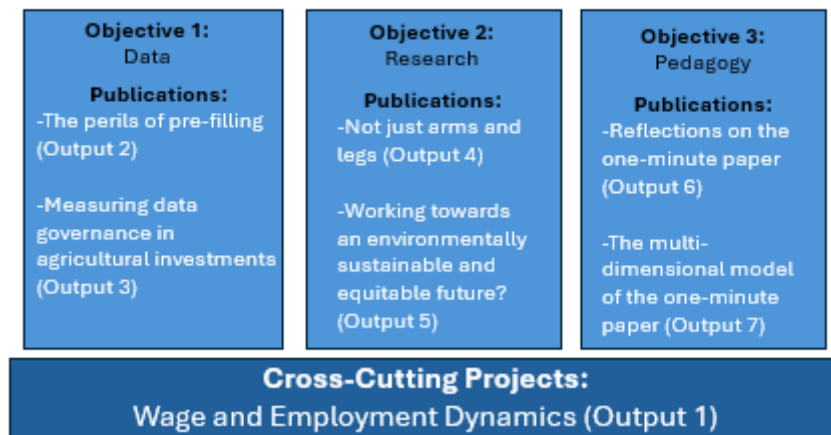 Objective 1:
Data
Publications:
-The perils of pre-filling
(Output 2)
-Measuring data
governance in
agricultural investments
(Output 3)
Objective 2:
Research
Publications:
-Not just arms and
legs (Output 4)
-Working towards
an environmentally
sustainable and
equitable future?
(Output 5)
Objective 3:
Pedagogy
Publications:
-Reflections on the
one-minute paper
(Output 6)
-The multi-
dimensional model
of the one-minute
paper (Output 7)
Cross-Cutting Projects:
Wage and Employment Dynamics (Output 1)